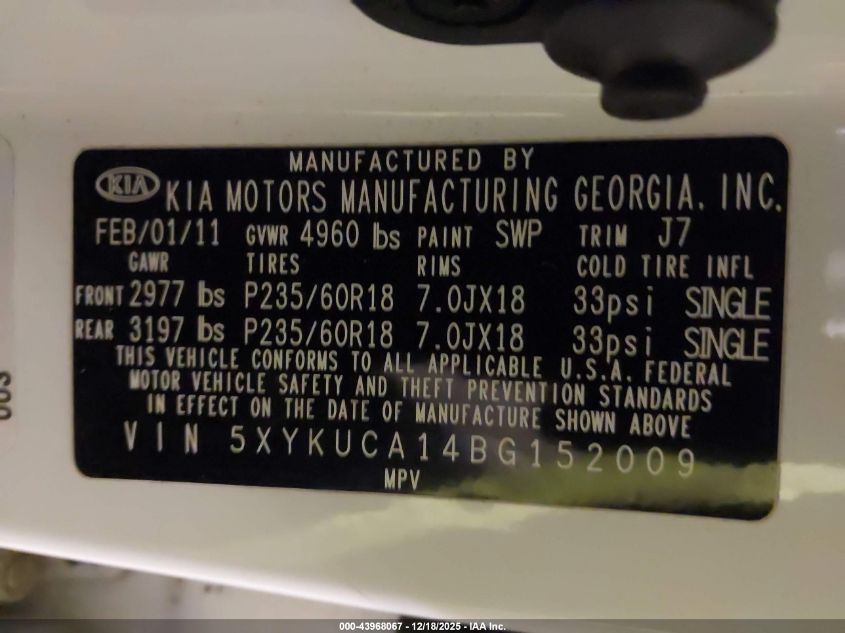 MANUFACTURED BY
KIA KIA MOTORS MANUFACTURING GEORGIA, INC.
FEB/01/11 GVWR 4960 lbs PAINT SWP TRIM J7
GAWR TIRES RIMS COLD TIRE INFL
FRONT 2977 lbs P235/60R18 7.0JX18 33psi SINGLE
REAR 3197 lbs P235/60R18 7.0JX18 33psi SINGLE
THIS VEHICLE CONFORMS TO ALL APPLICABLE U.S.A. FEDERAL
MOTOR VEHICLE SAFETY AND THEFT PREVENTION STANDARDS
IN EFFECT ON THE DATE OF MANUFACTURE SHOWN ABOVE
VIN 5XYKUCA14BG152009
MPV
000-43968067 - 12/18/2025 - IAA Inc.